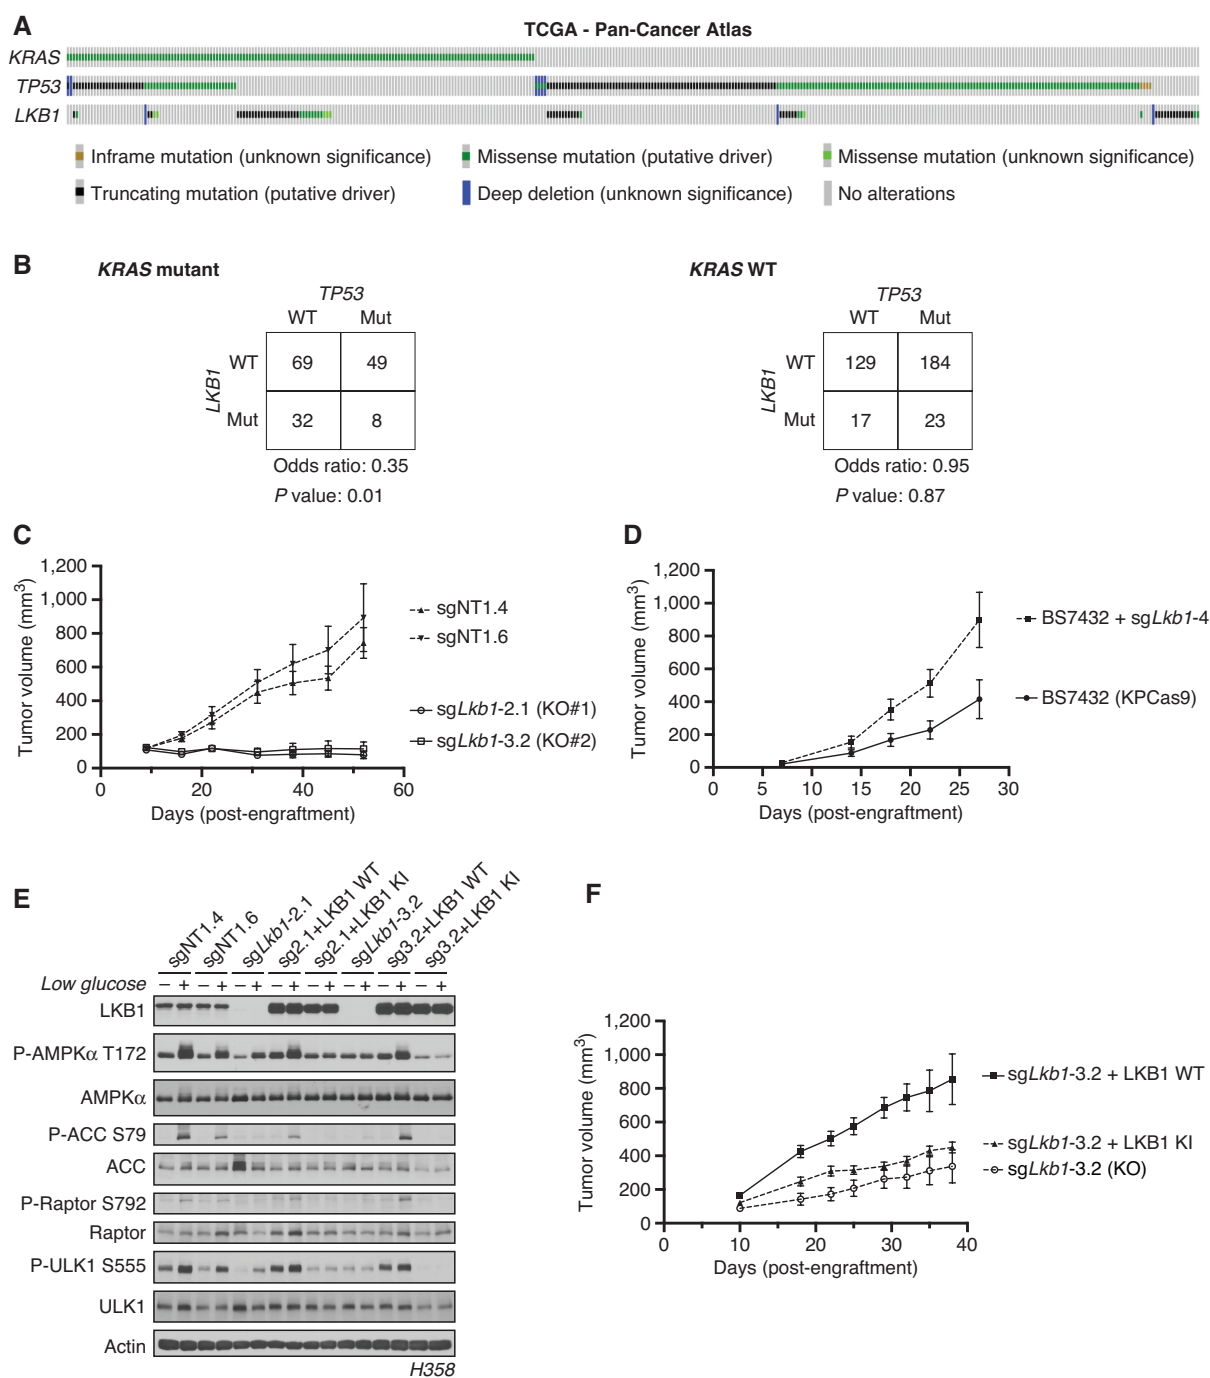 A
TCGA - Pan-Cancer Atlas
KRAS
TP53
LKB1
Inframe mutation (unknown significance)
Missense mutation (putative driver)
Missense mutation (unknown significance)
Truncating mutation (putative driver)
Deep deletion (unknown significance)
No alterations
B
KRAS mutant
TP53
WT Mut
LKB1
WT 69 49
Mut 32 8
Odds ratio: 0.35
P value: 0.01
KRAS WT
TP53
WT Mut
LKB1
WT 129 184
Mut 17 23
Odds ratio: 0.95
P value: 0.87
C
Tumor volume (mm3)
1,200
1,000
800
600
400
200
0
0 20 40 60
Days (post-engraftment)
sgNT1.4
sgNT1.6
sgLkb1-2.1 (KO#1)
sgLkb1-3.2 (KO#2)
D
Tumor volume (mm3)
1,200
1,000
800
600
400
200
0
0 5 10 15 20 25 30
Days (post-engraftment)
BS7432 + sgLkb1-4
BS7432 (KPCas9)
E
sgNT1.4
sgNT1.6
sgLkb1-2.1
sg2.1+LKB1 WT
sg2.1+LKB1 KI
sgLkb1-3.2
sg3.2+LKB1 WT
sg3.2+LKB1 KI
Low glucose – + – + – + – + – + – + – + – +
LKB1
P-AMPKα T172
AMPKα
P-ACC S79
ACC
P-Raptor S792
Raptor
P-ULK1 S555
ULK1
Actin
H358
F
Tumor volume (mm3)
1,200
1,000
800
600
400
200
0
0 10 20 30 40
Days (post-engraftment)
sgLkb1-3.2 + LKB1 WT
sgLkb1-3.2 + LKB1 KI
sgLkb1-3.2 (KO)